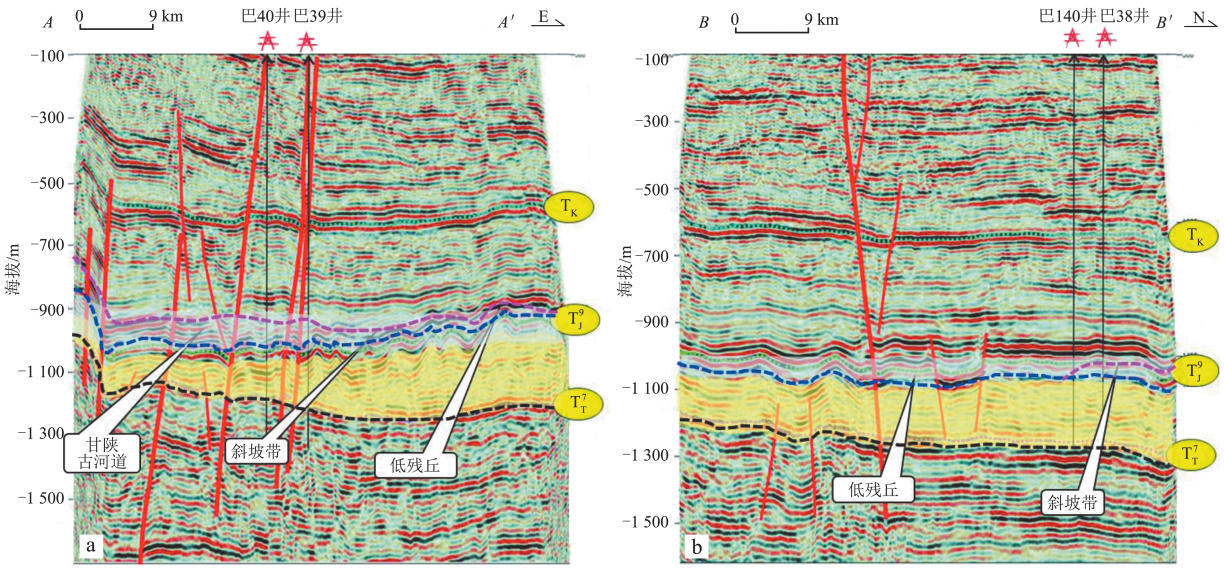 A
0
9 km
巴40井
巴39井
A′
E
海拔/m
−100
−300
−500
−700
−900
−1 100
−1300
−1 500
T_K
T_J^9
T_T^7
甘陕
古河道
斜坡带
低残丘
a
B
0
9 km
巴140井
巴38井
B′
N
海拔/m
−100
−300
−500
−700
−900
−1 100
−1 300
−1 500
T_K
T_J^9
T_T^7
低残丘
斜坡带
b